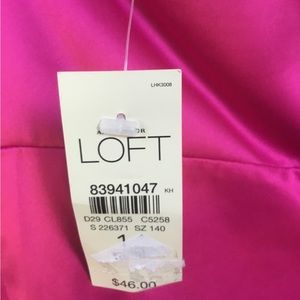 LHK3008
LOFT
83941047 KH
D29 CL855 C5258
S 226371 SZ 140
1
$46.00